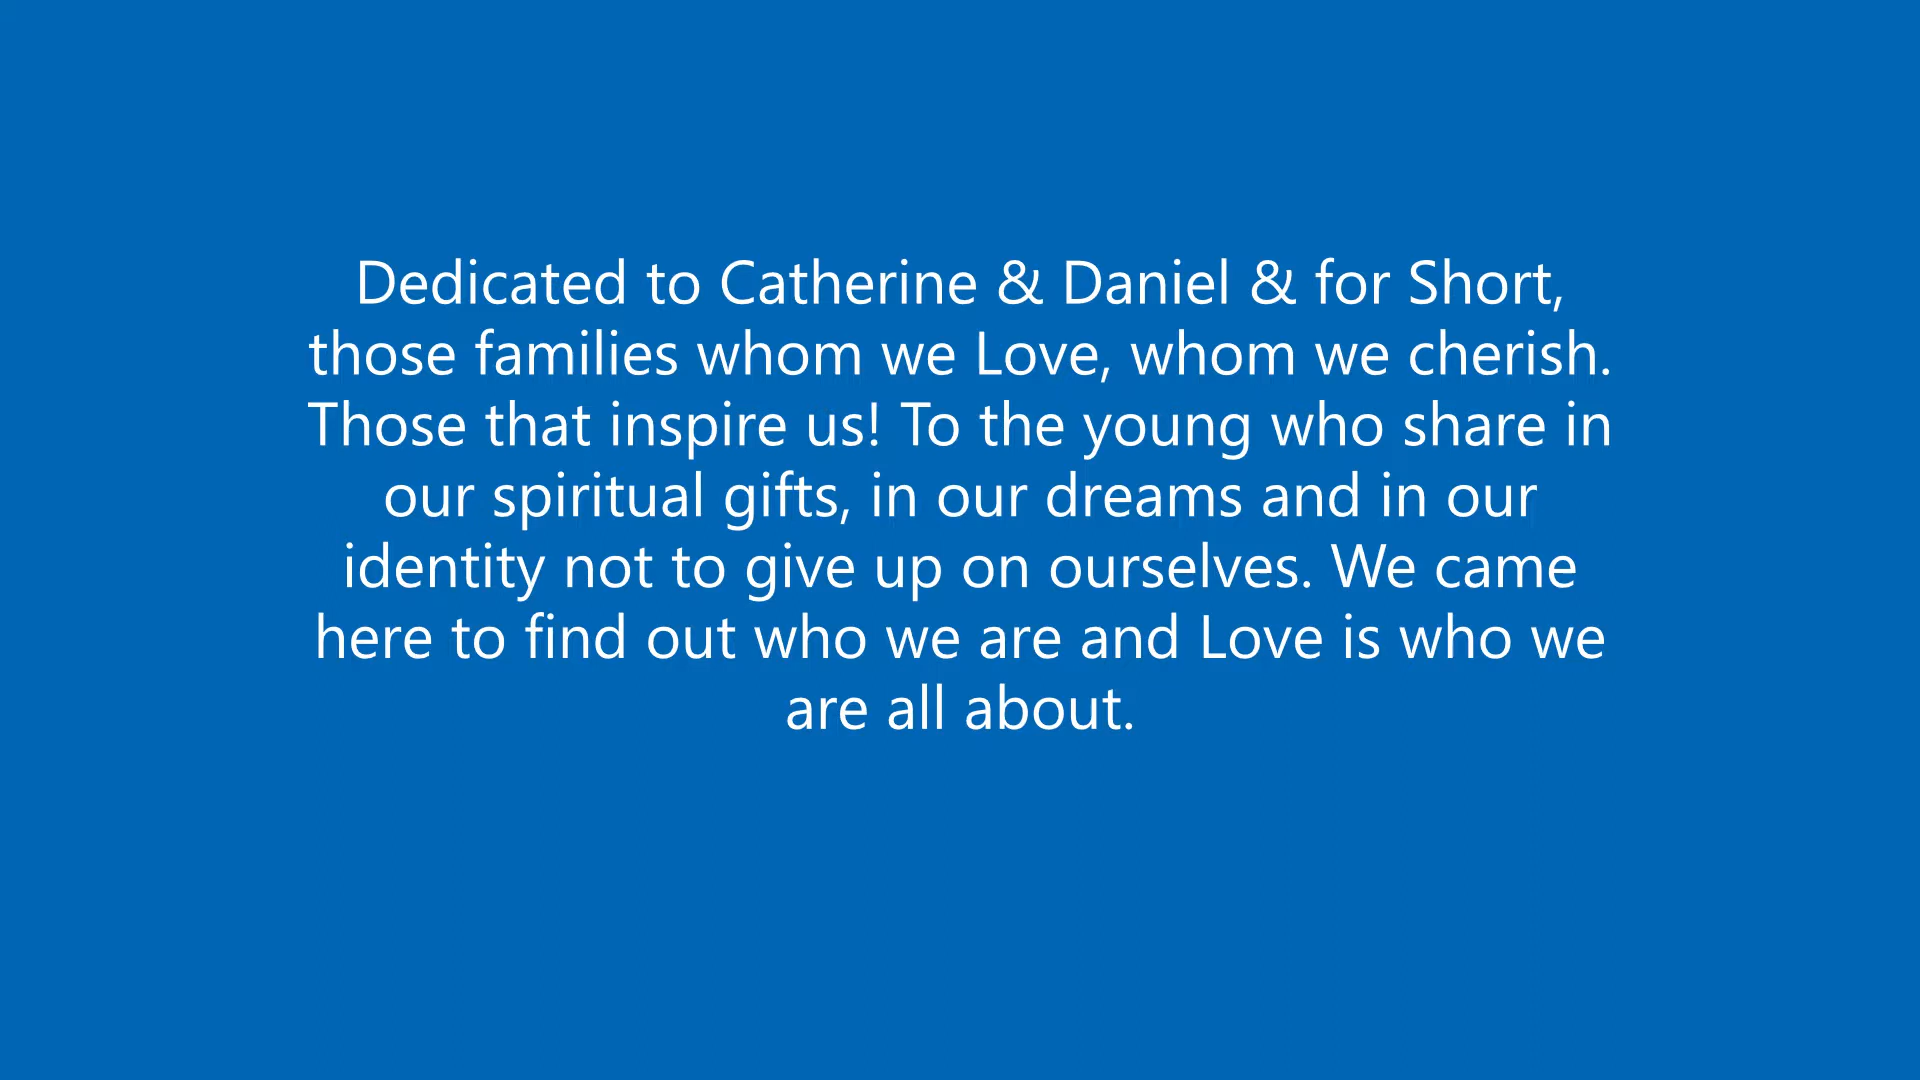 Dedicated to Catherine & Daniel & for Short,
those families whom we Love, whom we cherish.
Those that inspire us! To the young who share in
our spiritual gifts, in our dreams and in our
identity not to give up on ourselves. We came
here to find out who we are and Love is who we
are all about.